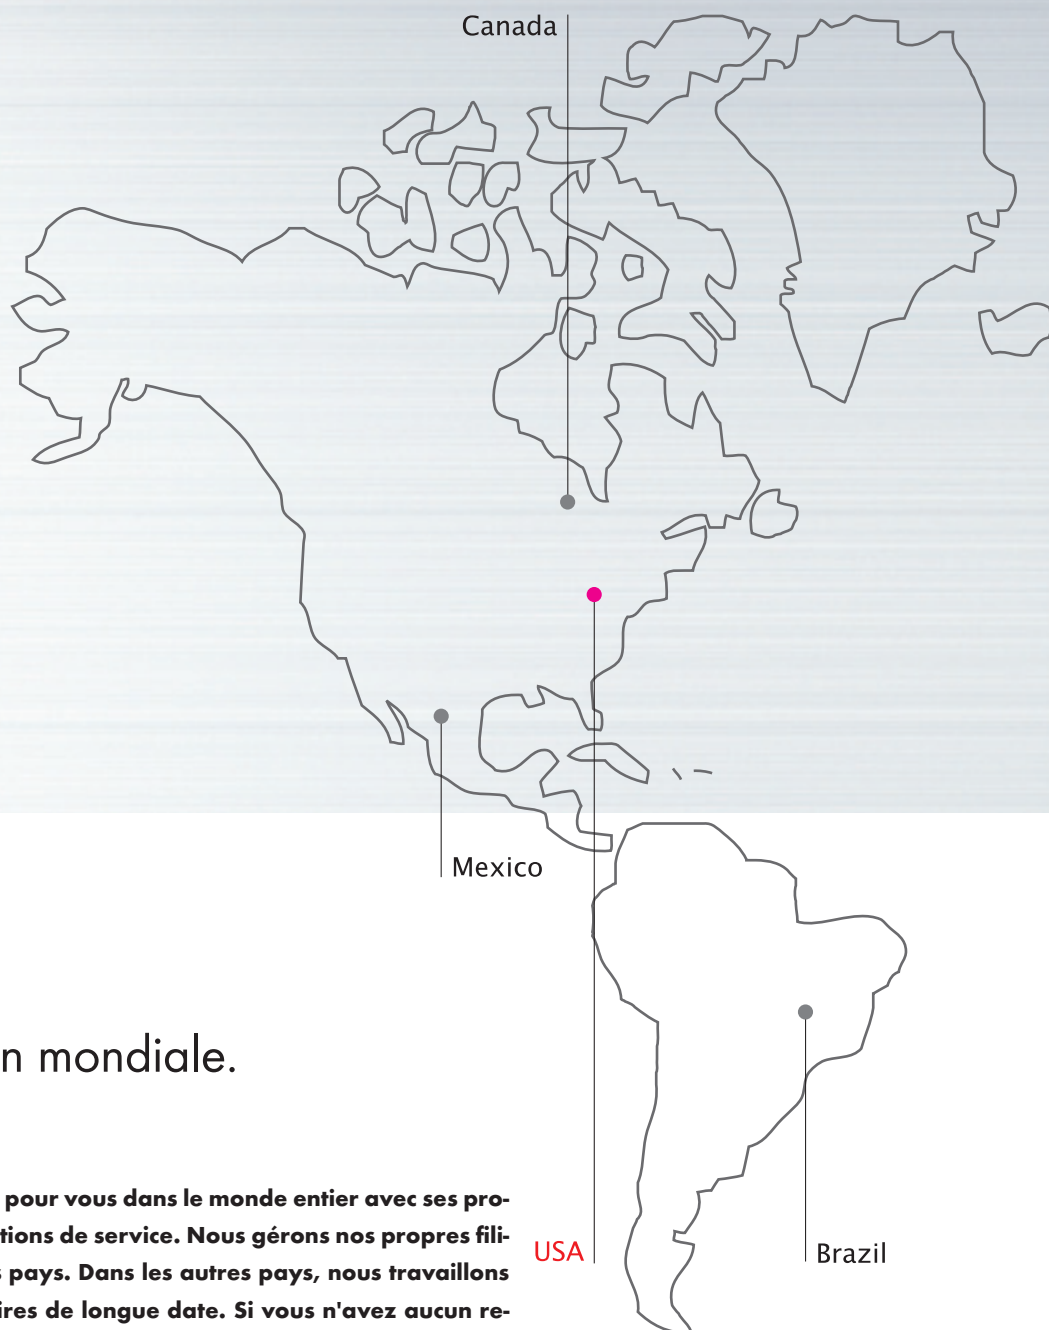 Canada
Mexico
n mondiale.
pour vous dans le monde entier avec ses pro-
tions de service. Nous gérons nos propres fili-
s pays. Dans les autres pays, nous travaillons
ires de longue date. Si vous n'avez aucun re-
USA
Brazil